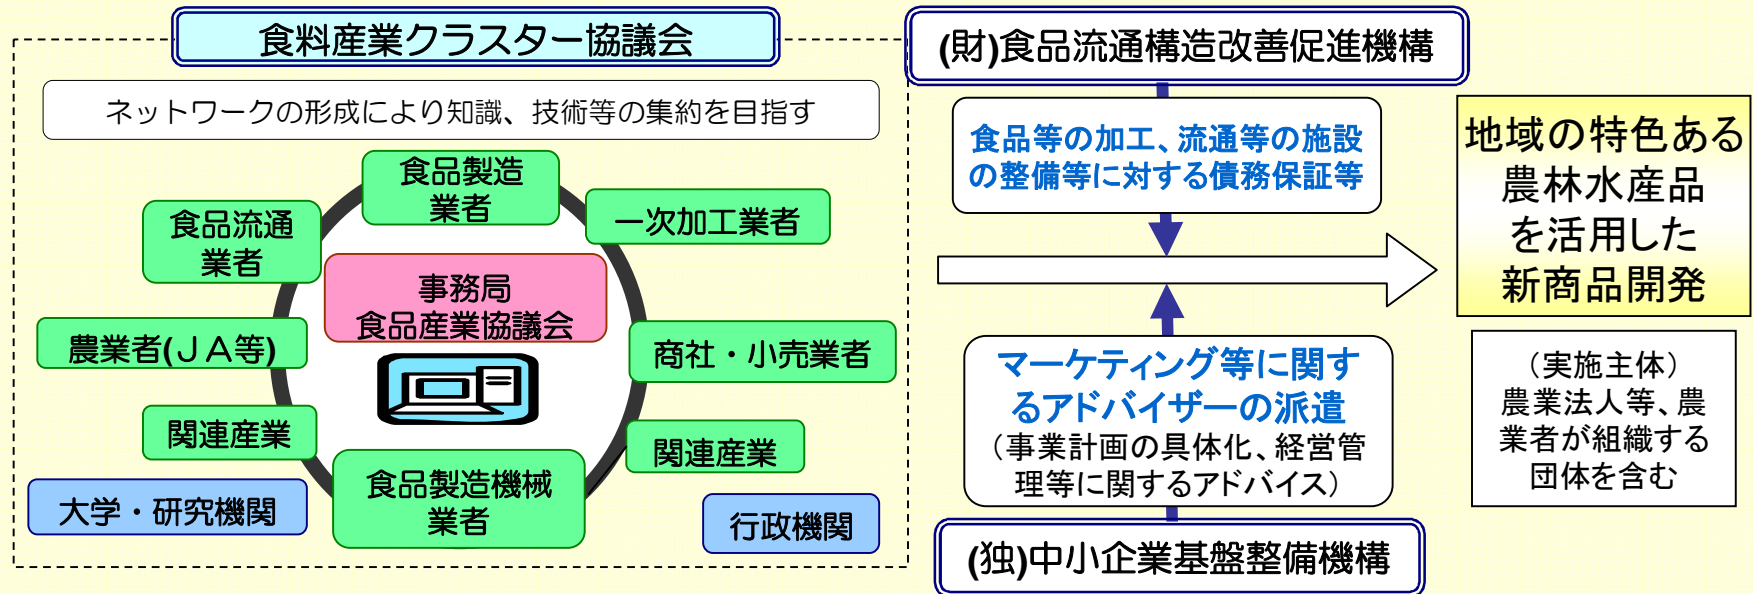 食料産業クラスター協議会
ネットワークの形成により知識、技術等の集約を目指す
食品製造
業者
一次加工業者
食品流通
業者
事務局
食品産業協議会
農業者(ＪＡ等)
商社・小売業者
関連産業
関連産業
食品製造機械
業者
大学・研究機関
行政機関
(財)食品流通構造改善促進機構
食品等の加工、流通等の施設
の整備等に対する債務保証等
マーケティング等に関す
るアドバイザーの派遣
（事業計画の具体化、経営管
理等に関するアドバイス）
(独)中小企業基盤整備機構
地域の特色ある
農林水産品
を活用した
新商品開発
（実施主体）
農業法人等、農
業者が組織する
団体を含む